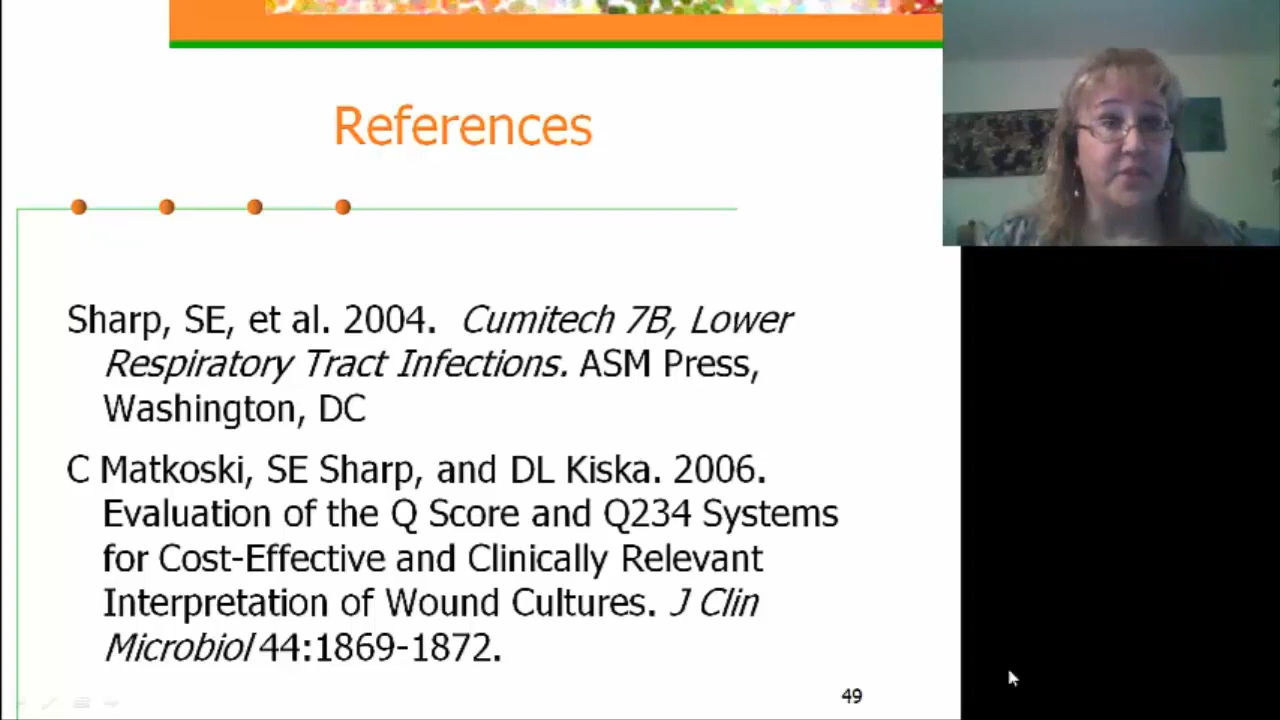 References
Sharp, SE, et al. 2004. Cumitech 7B, Lower
Respiratory Tract Infections. ASM Press,
Washington, DC
C Matkoski, SE Sharp, and DL Kiska. 2006.
Evaluation of the Q Score and Q234 Systems
for Cost-Effective and Clinically Relevant
Interpretation of Wound Cultures. J Clin
Microbiol 44:1869-1872.
49